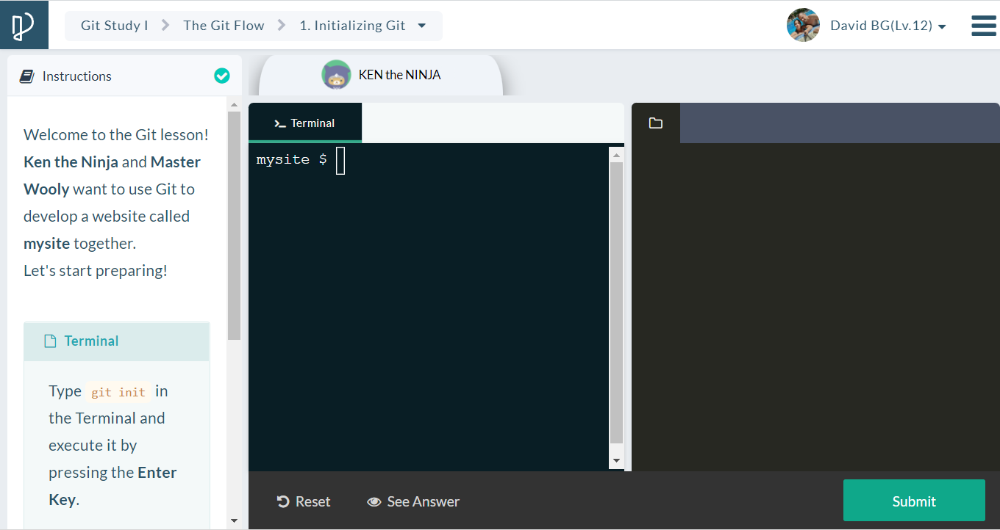 Git Study I
The Git Flow
1. Initializing Git
David BG(Lv.12)
Instructions
Welcome to the Git lesson!
Ken the Ninja and Master
Wooly want to use Git to
develop a website called
mysite together.
Let's start preparing!
Terminal
Type git init in
the Terminal and
execute it by
pressing the Enter
Key.
KEN the NINJA
Terminal
mysite $
Reset
See Answer
Submit